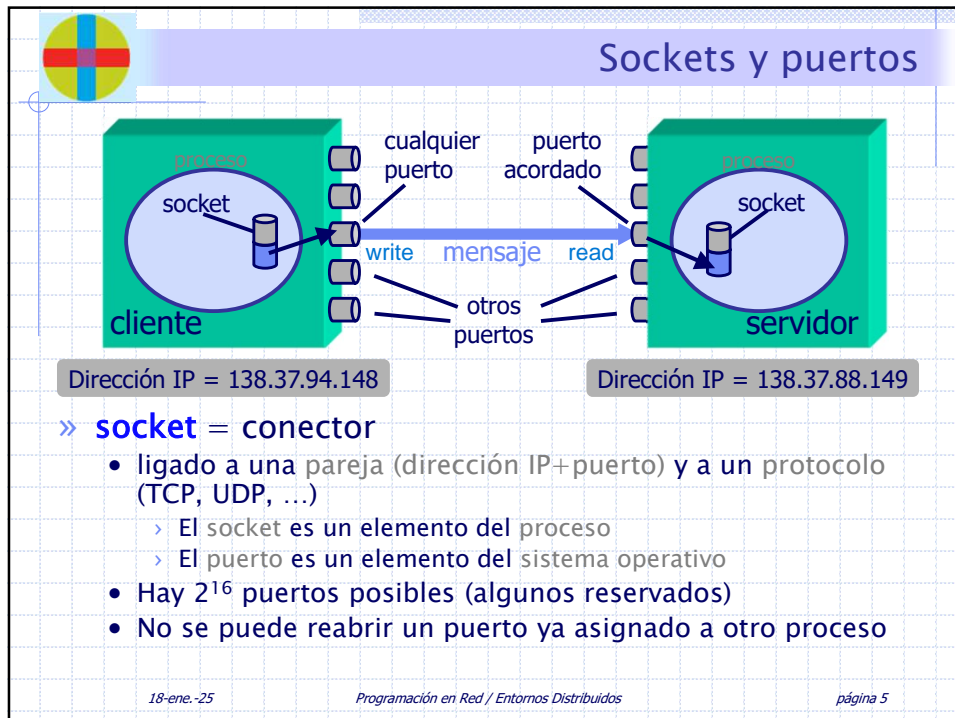 Sockets y puertos
proceso
socket
cliente
cualquier
puerto
puerto
acordado
write mensaje read
otros
puertos
proceso
socket
servidor
Dirección IP = 138.37.94.148
Dirección IP = 138.37.88.149
» socket = conector
• ligado a una pareja (dirección IP+puerto) y a un protocolo
(TCP, UDP, …)
› El socket es un elemento del proceso
› El puerto es un elemento del sistema operativo
• Hay 2¹⁶ puertos posibles (algunos reservados)
• No se puede reabrir un puerto ya asignado a otro proceso
18-ene.-25 Programación en Red / Entornos Distribuidos página 5